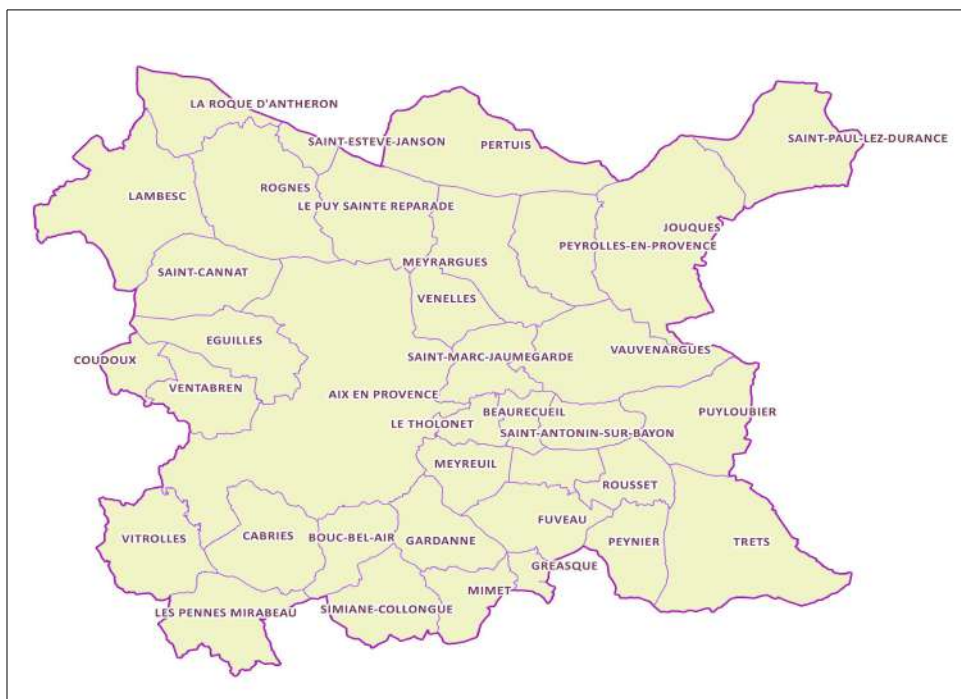 LA ROQUE D'ANTHERON
SAINT-PAUL-LEZ-DURANCE
SAINT-ESTEVE-JANSON
PERTUIS
LAMBESC
ROGNES
LE PUY SAINTE REPARADE
JOUQUES
PEYROLLES-EN-PROVENCE
MEYRARGUES
SAINT-CANNAT
VENELLES
EGUILLES
VAUVENARGUES
SAINT-MARC-JAUMEGARDE
COUDOUX
VENTABREN
AIX EN PROVENCE
BEAURECUEIL
PUYLOUBIER
LE THOLONET
SAINT-ANTONIN-SUR-BAYON
MEYREUIL
ROUSSET
FUVEAU
VITROLLES
CABRIES
BOUC-BEL-AIR
GARDANNE
PEYNIER
TRETS
GREASQUE
MIMET
LES PENNES MIRABEAU
SIMIANE-COLLONGUE